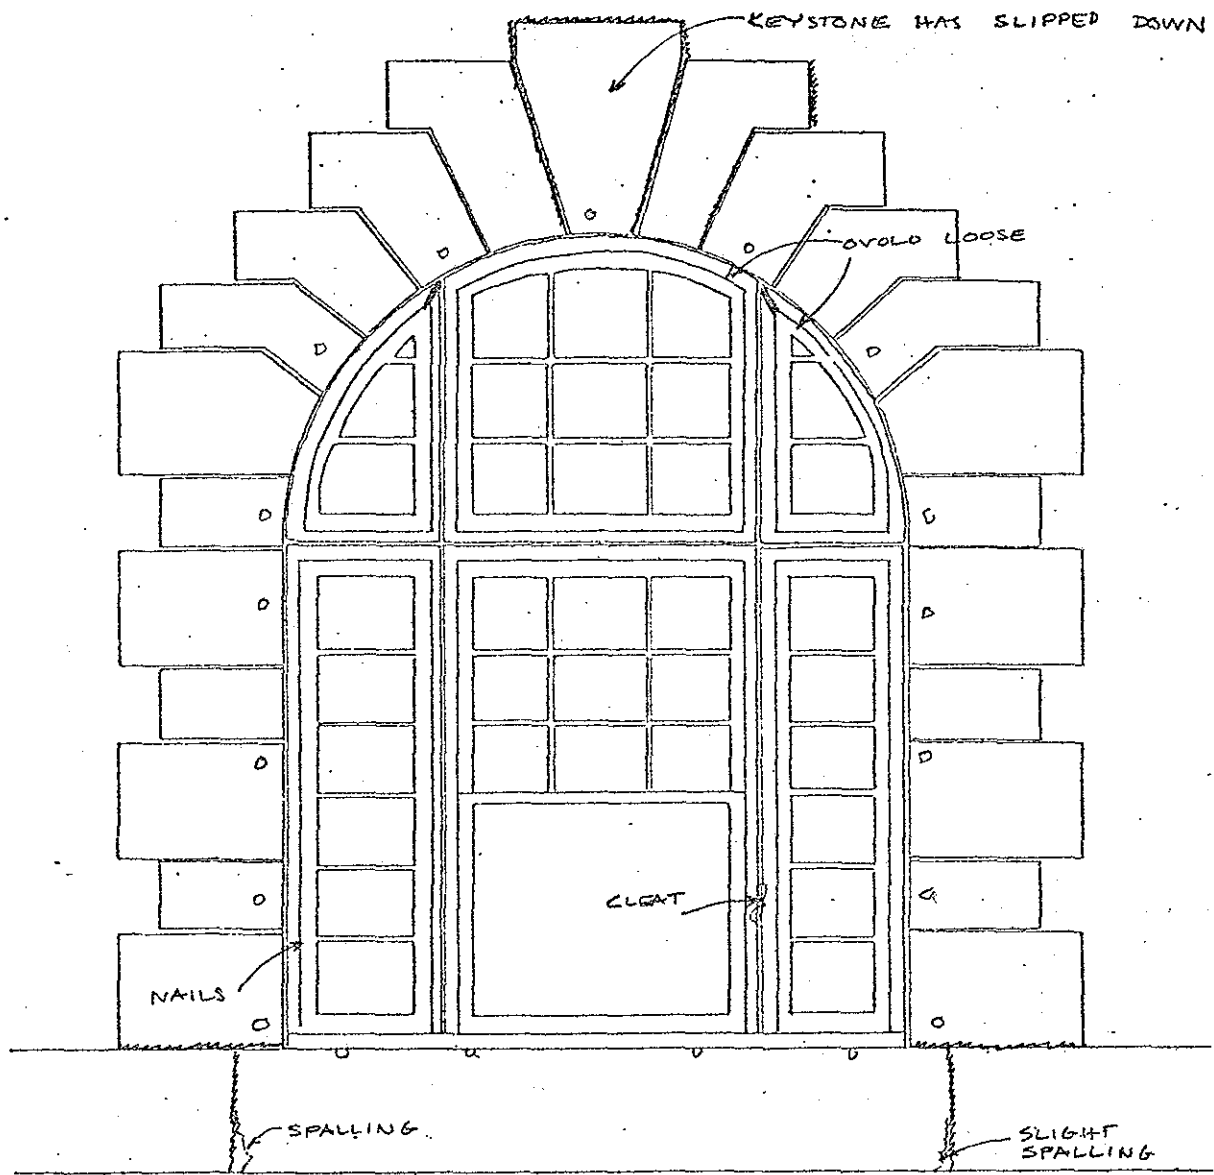 KEYSTONE HAS SLIPPED DOWN
OVOLO LOOSE
CLEAT
NAILS
SPALLING
SLIGHT
SPALLING